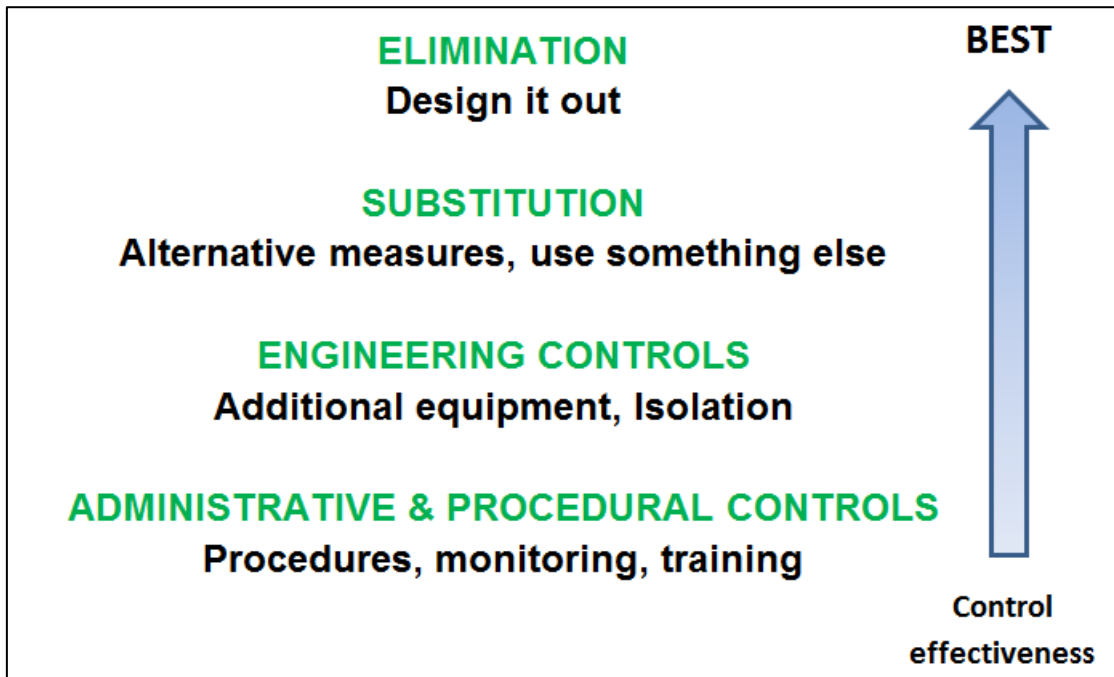 ELIMINATION
Design it out
SUBSTITUTION
Alternative measures, use something else
ENGINEERING CONTROLS
Additional equipment, Isolation
ADMINISTRATIVE & PROCEDURAL CONTROLS
Procedures, monitoring, training
BEST
Control
effectiveness